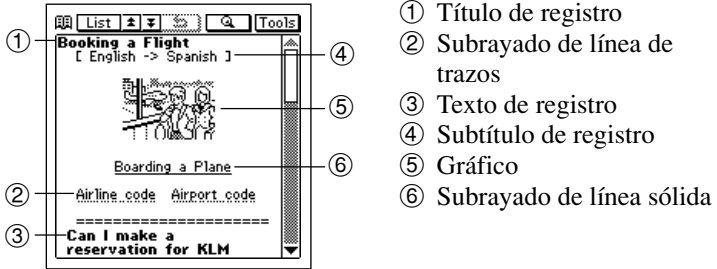 List Tools
① Booking a Flight
[ English -> Spanish ] ④
⑤
Boarding a Plane ⑥
② Airline code Airport code
=====================
③ Can I make a
reservation for KLM
① Título de registro
② Subrayado de línea de
trazos
③ Texto de registro
④ Subtítulo de registro
⑤ Gráfico
⑥ Subrayado de línea sólida